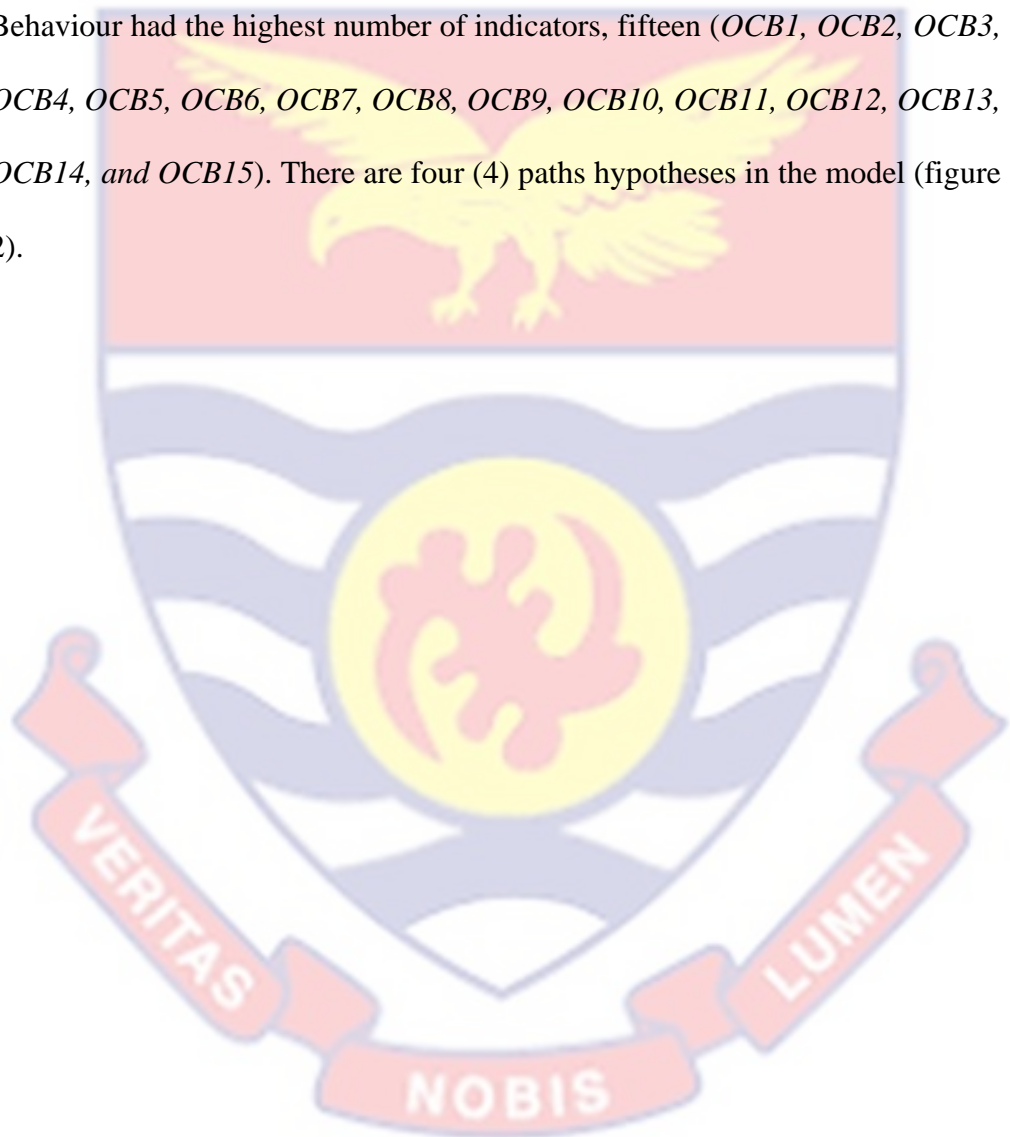 Behaviour had the highest number of indicators, fifteen (OCB1, OCB2, OCB3,
OCB4, OCB5, OCB6, OCB7, OCB8, OCB9, OCB10, OCB11, OCB12, OCB13,
OCB14, and OCB15). There are four (4) paths hypotheses in the model (figure
2).
VERITAS
NOBIS
LUMEN